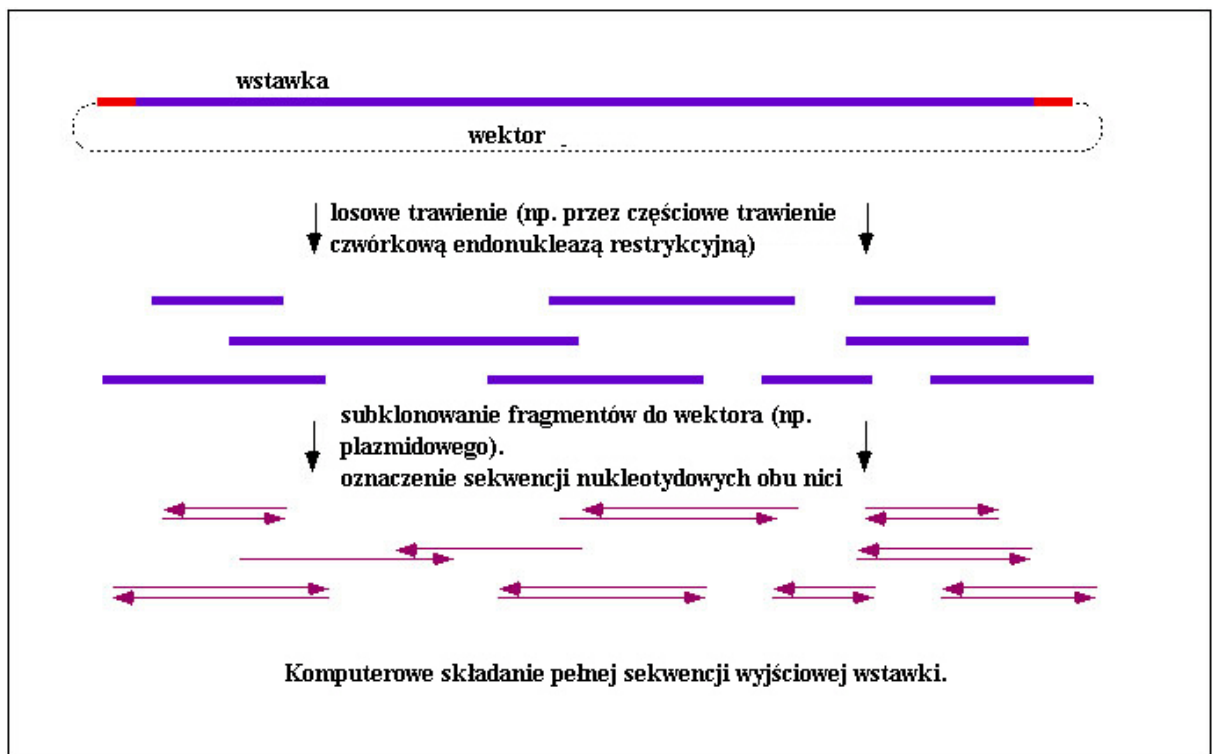 wstawka
wektor
losowe trawienie (np. przez częściowe trawienie
czwórkową endonukleazą restrykcyjną)
subklonowanie fragmentów do wektora (np.
plazmidowego).
oznaczenie sekwencji nukleotydowych obu nici
Komputerowe składanie pełnej sekwencji wyjściowej wstawki.